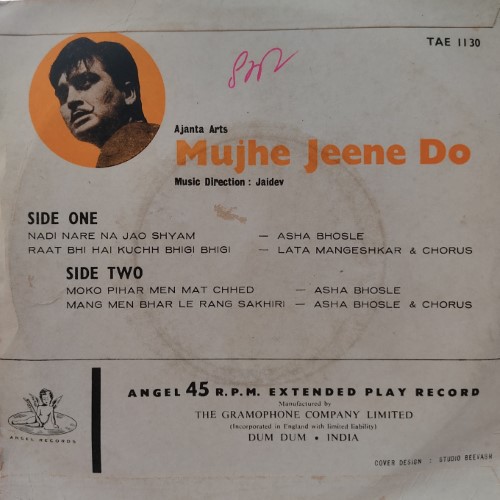 TAE 1130
Ajanta Arts
Mujhe Jeene Do
Music Direction : Jaidev
SIDE ONE
NADI NARE NA JAO SHYAM — ASHA BHOSLE
RAAT BHI HAI KUCHH BHIGI BHIGI — LATA MANGESHKAR & CHORUS
SIDE TWO
MOKO PIHAR MEN MAT CHHED — ASHA BHOSLE
MANG MEN BHAR LE RANG SAKHIRI — ASHA BHOSLE & CHORUS
ANGEL 45 R.P.M. EXTENDED PLAY RECORD
Manufactured by
THE GRAMOPHONE COMPANY LIMITED
(Incorporated in England with limited liability)
DUM DUM • INDIA
ANGEL RECORDS
COVER DESIGN : STUDIO REEVASH